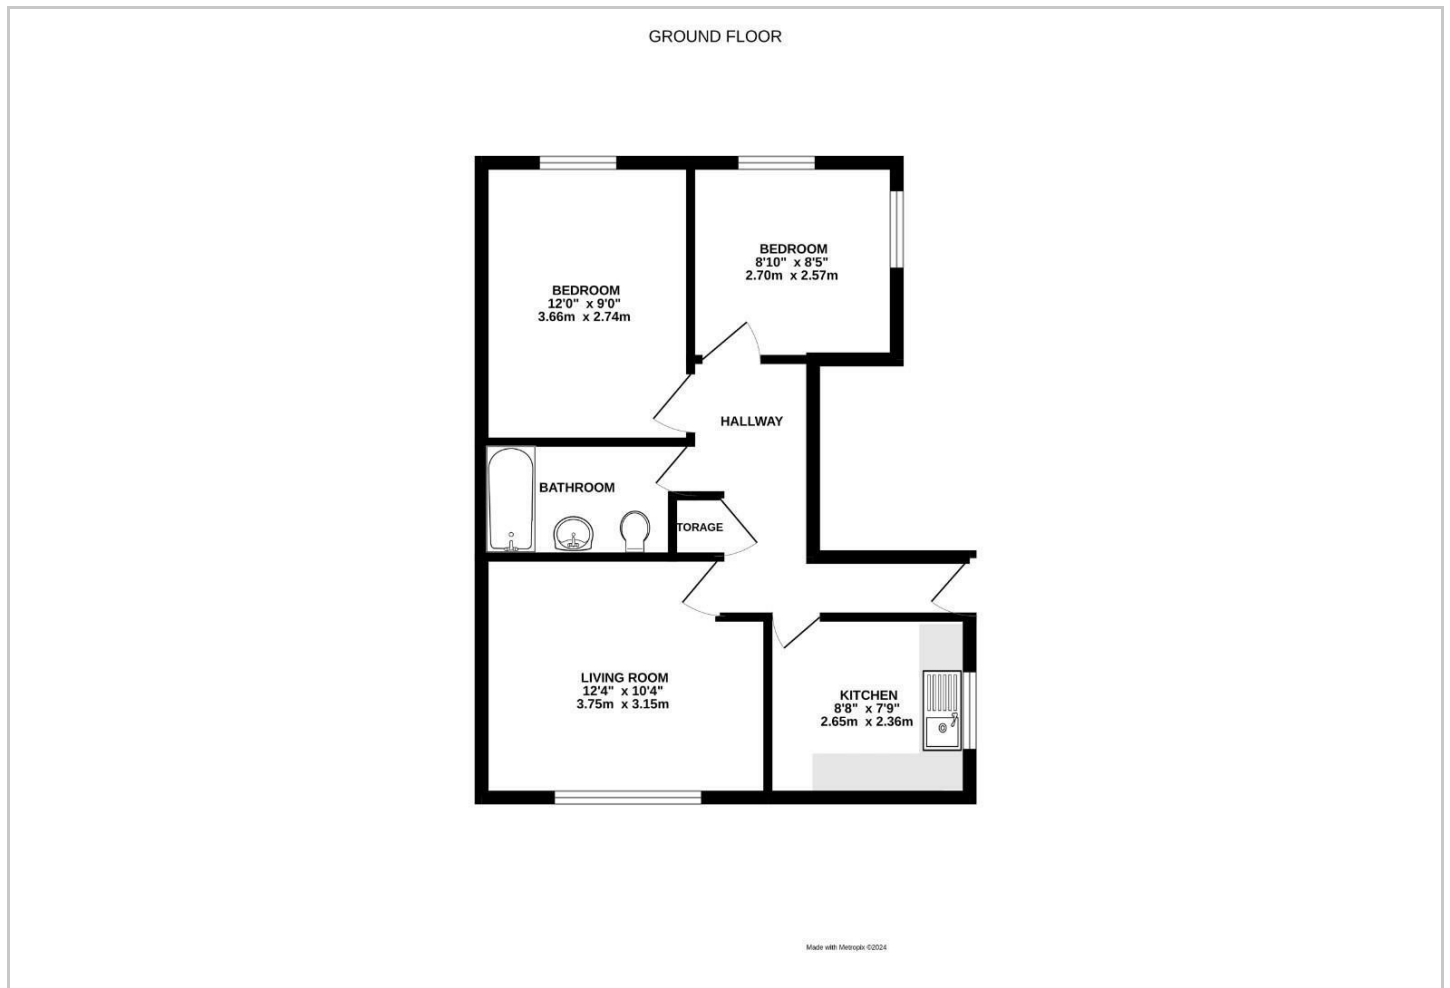 GROUND FLOOR
BEDROOM
8'10" x 8'5"
2.70m x 2.57m
BEDROOM
12'0" x 9'0"
3.66m x 2.74m
HALLWAY
BATHROOM
TORAGE
LIVING ROOM
12'4" x 10'4"
3.75m x 3.15m
KITCHEN
8'8" x 7'9"
2.65m x 2.36m
Made with Metropix ©2024